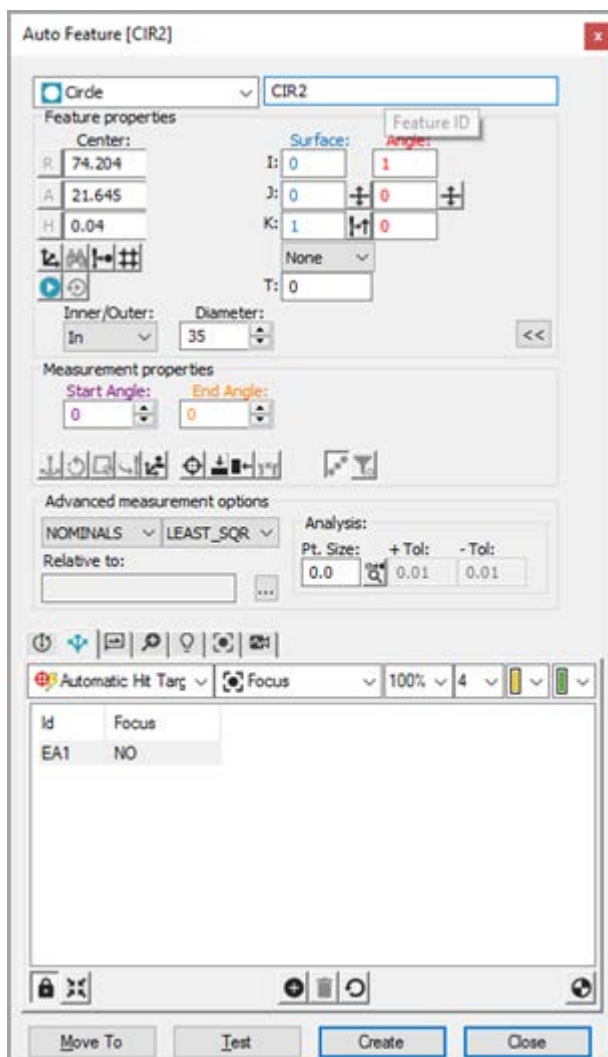 Auto Feature [CIR2]
x
Circle CIR2
Feature properties Feature ID
Center: Surface: Angle:
R 74.204 I: 0 1
A 21.645 J: 0 0
H 0.04 K: 1 0
None
T: 0
Inner/Outer: Diameter:
In 35 <<
Measurement properties
Start Angle: End Angle:
0 0
Advanced measurement options
NOMINALS LEAST_SQR Analysis:
Relative to: Pt. Size: + Tol: - Tol:
0.0 0.01 0.01
...
Automatic Hit Targ Focus 100% 4
Id Focus
EA1 NO
Move To Test Create Close